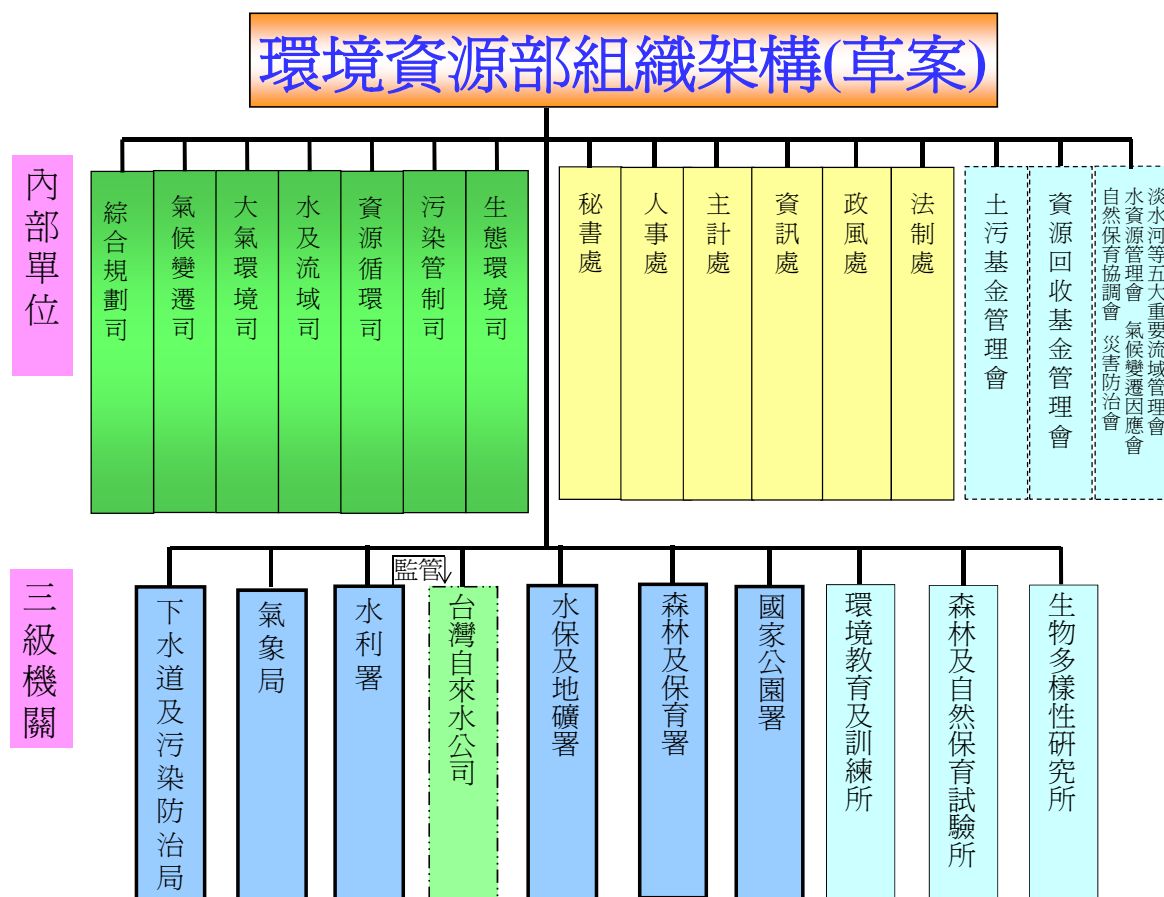 環境資源部組織架構(草案)
內部單位
綜合規劃司
氣候變遷司
大氣環境司
水及流域司
資源循環司
污染管制司
生態環境司
秘書處
人事處
主計處
資訊處
政風處
法制处
土污基金管理會
資源回收基金管理會
淡水河等五大重要流域管理會
水資源管理會 氣候變遷因應會
自然保育協調會 災害防治會
三級機關
下水道及污染防治局
氣象局
水利署
監管
台灣自來水公司
水保及地礦署
森林及保育署
國家公園署
環境教育及訓練所
森林及自然保育試驗所
生物多樣性研究所